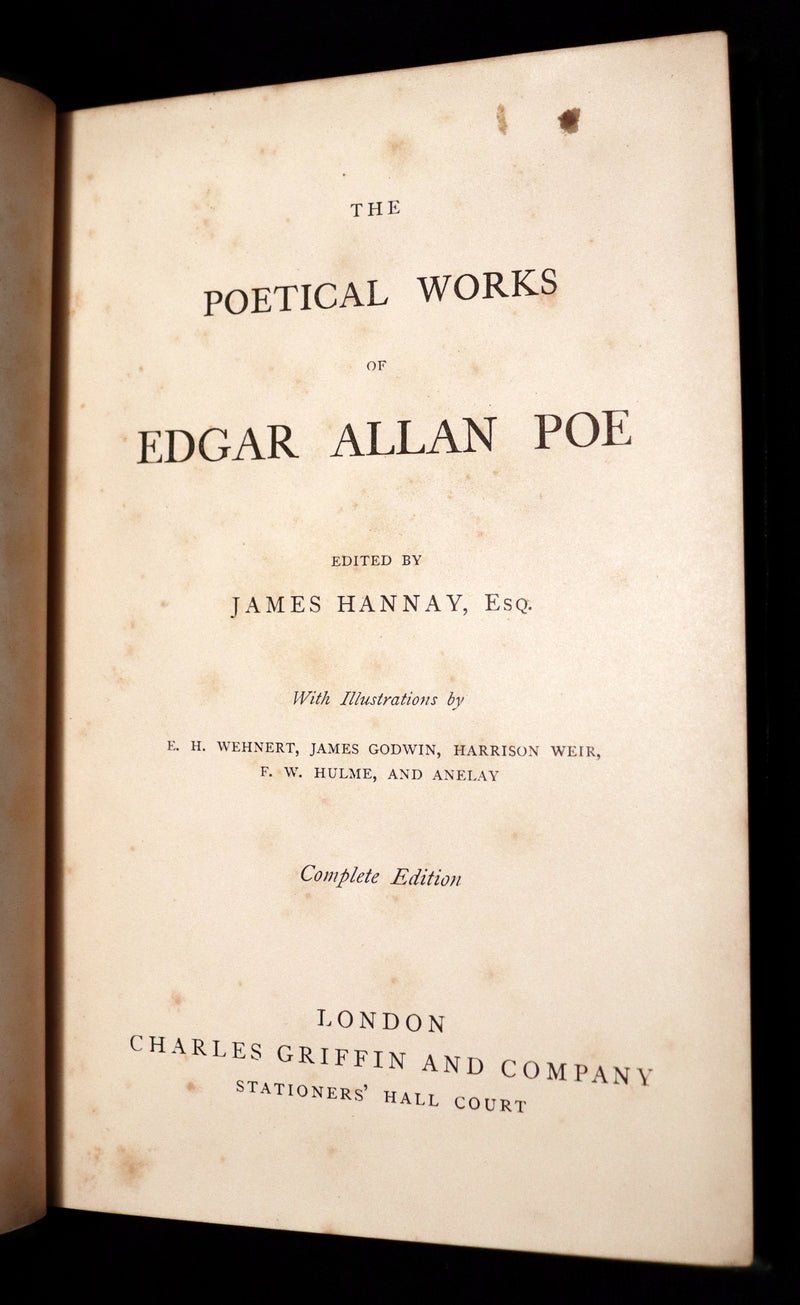 THE
POETICAL WORKS
OF
EDGAR ALLAN POE
EDITED BY
JAMES HANNAY, Esq.
With Illustrations by
E. H. WEHNERT, JAMES GODWIN, HARRISON WEIR,
F. W. HULME, AND ANELAY
Complete Edition
LONDON
CHARLES GRIFFIN AND COMPANY
STATIONERS' HALL COURT